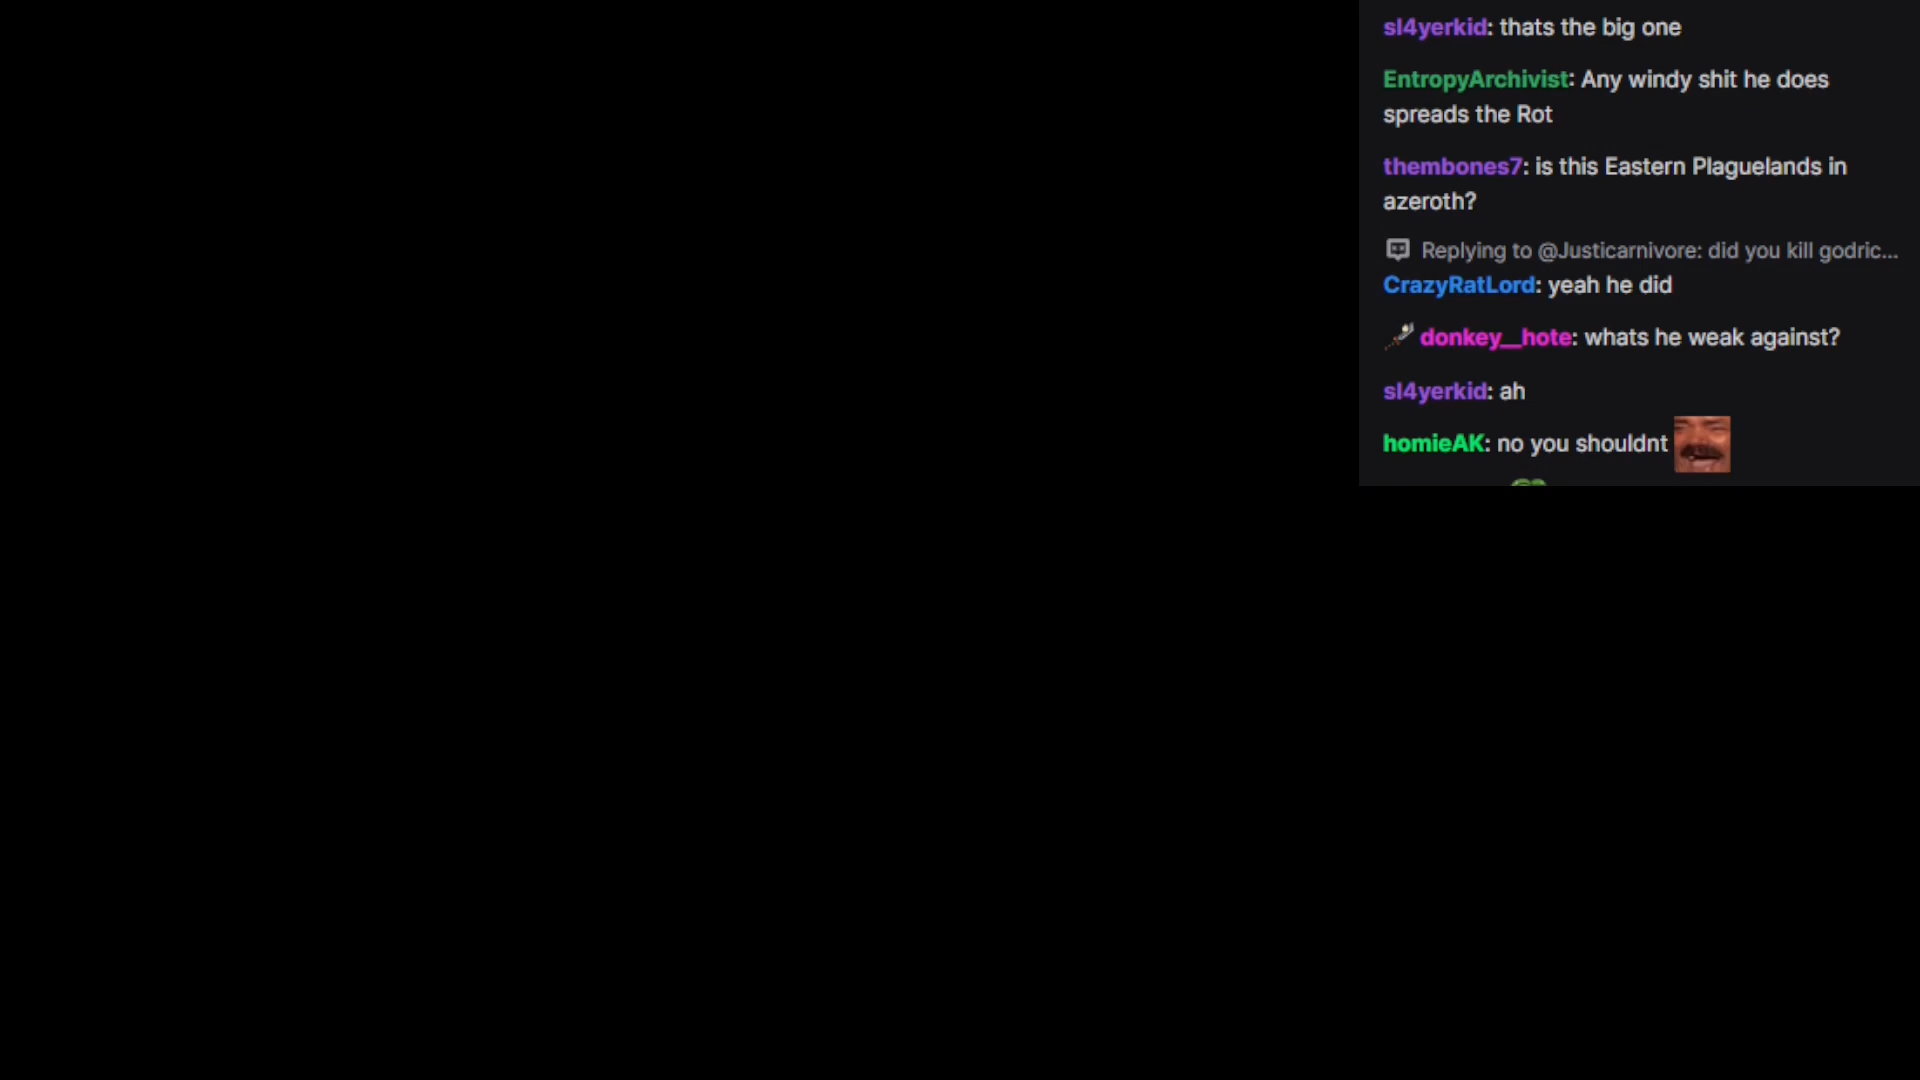 sl4yerkid: thats the big one
EntropyArchivist: Any windy shit he does
spreads the Rot
thembones7: is this Eastern Plaguelands in
azeroth?
Replying to @Justicarnivore: did you kill godric...
CrazyRatLord: yeah he did
donkey__hote: whats he weak against?
sl4yerkid: ah
homieAK: no you shouldnt